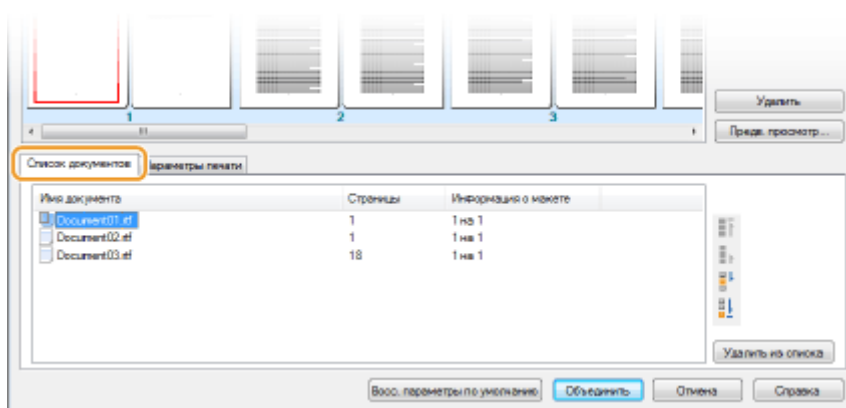 1 2 3
Удалить
Предв. просмотр...
Список документов Параметры печати
Имя документа Страницы Информация о макете
Document01.rtf 1 1 на 1
Document02.rtf 1 1 на 1
Document03.rtf 18 1 на 1
Удалить из списка
Восс. параметры по умолчанию Объединить Отмена Справка